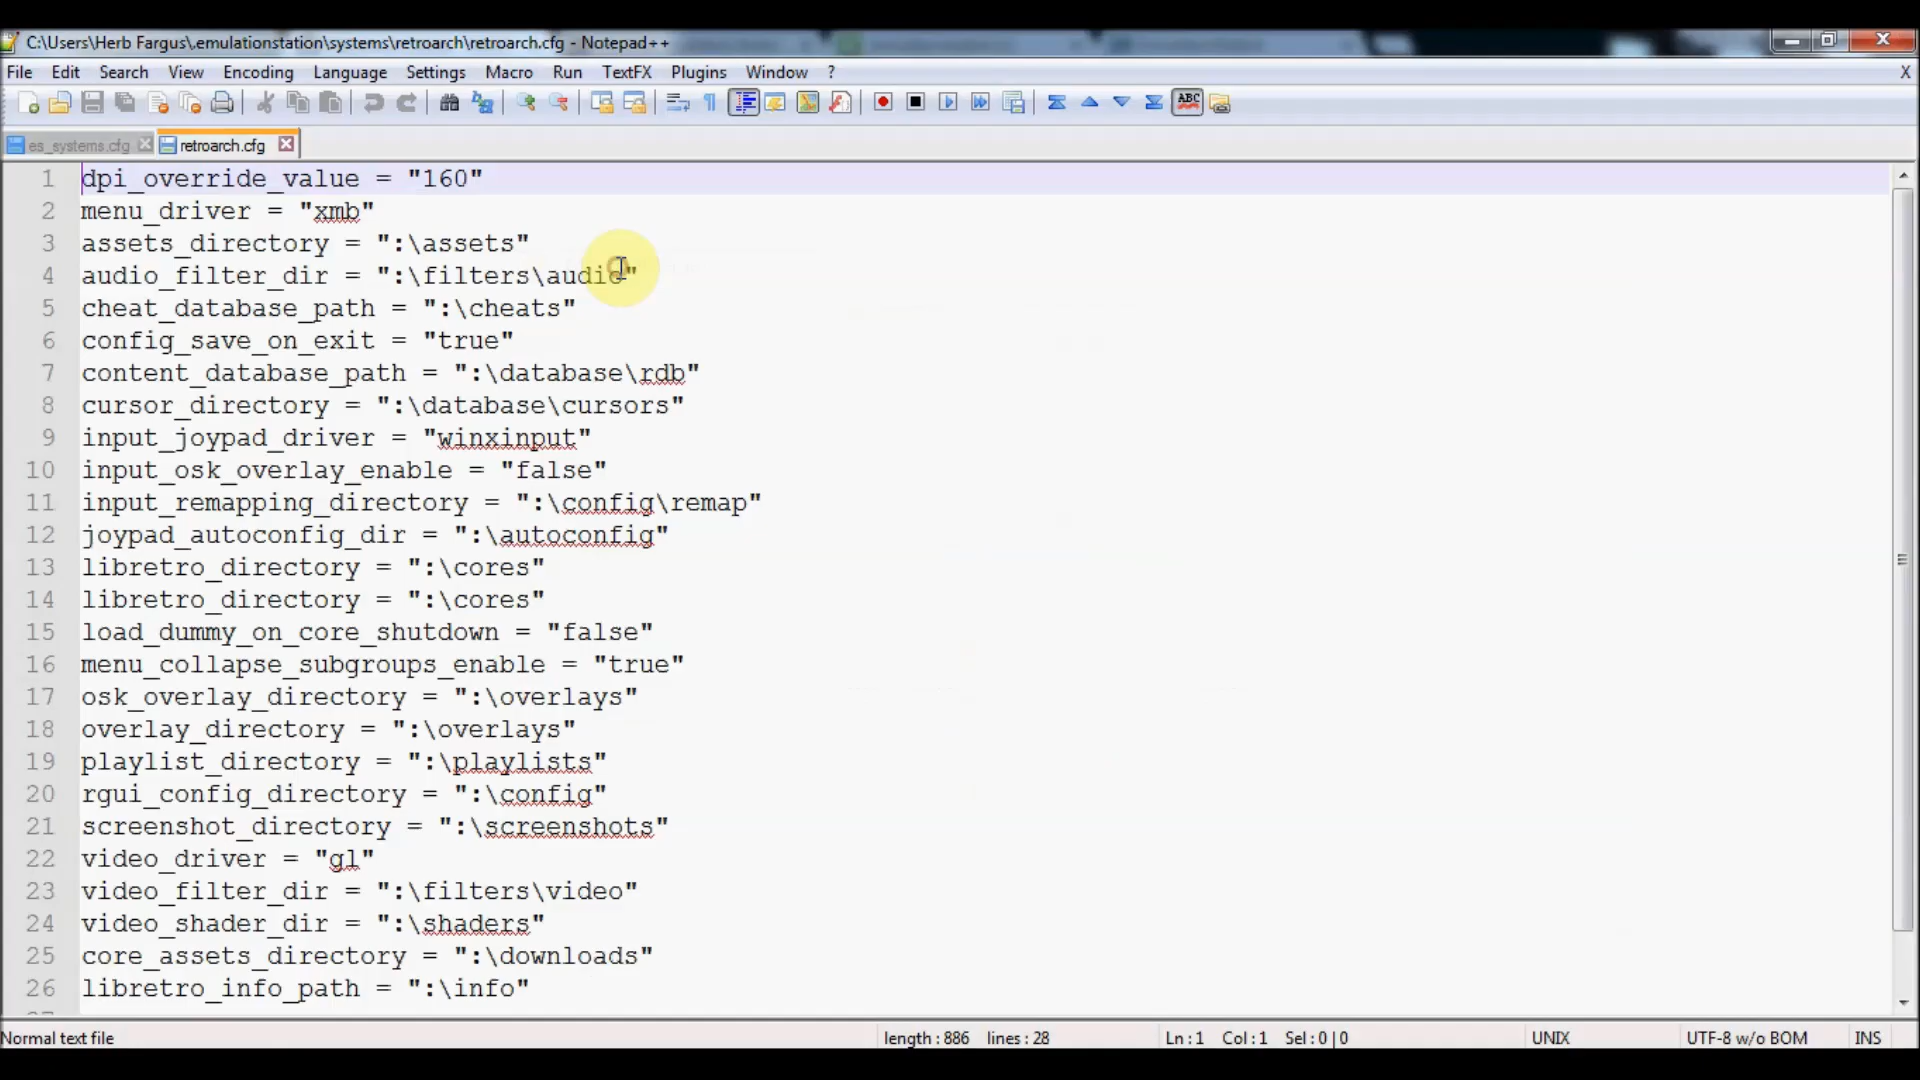 C:\Users\Herb Fargus\.emulationstation\systems\retroarch\retroarch.cfg - Notepad++
File Edit Search View Encoding Language Settings Macro Run TextFX Plugins Window ? X
ABC
es_systems.cfg retroarch.cfg
1 dpi_override_value = "160"
2 menu_driver = "xmb"
3 assets_directory = ":\assets"
4 audio_filter_dir = ":\filters\audio"
5 cheat_database_path = ":\cheats"
6 config_save_on_exit = "true"
7 content_database_path = ":\database\rdb"
8 cursor_directory = ":\database\cursors"
9 input_joypad_driver = "winxinput"
10 input_osk_overlay_enable = "false"
11 input_remapping_directory = ":\config\remap"
12 joypad_autoconfig_dir = ":\autoconfig"
13 libretro_directory = ":\cores"
14 libretro_directory = ":\cores"
15 load_dummy_on_core_shutdown = "false"
16 menu_collapse_subgroups_enable = "true"
17 osk_overlay_directory = ":\overlays"
18 overlay_directory = ":\overlays"
19 playlist_directory = ":\playlists"
20 rgui_config_directory = ":\config"
21 screenshot_directory = ":\screenshots"
22 video_driver = "gl"
23 video_filter_dir = ":\filters\video"
24 video_shader_dir = ":\shaders"
25 core_assets_directory = ":\downloads"
26 libretro_info_path = ":\info"
Normal text file length : 886 lines : 28 Ln : 1 Col : 1 Sel : 0 | 0 UNIX UTF-8 w/o BOM INS